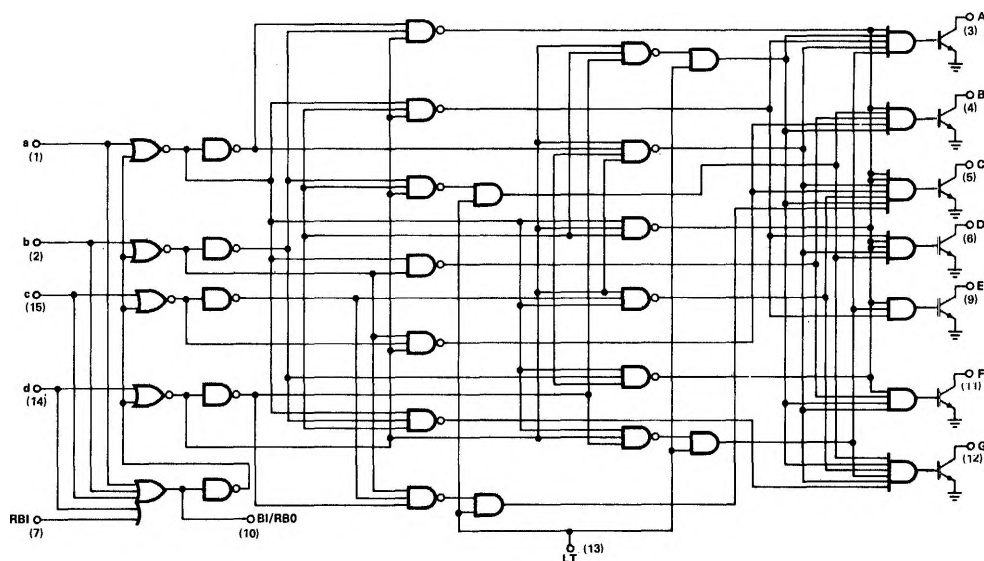 A
(3)
B
(4)
C
(5)
D
(6)
E
(9)
F
(11)
G
(12)
a
(1)
b
(2)
c
(15)
d
(14)
RBI
(7)
BI/RBO
(10)
(13)
LT